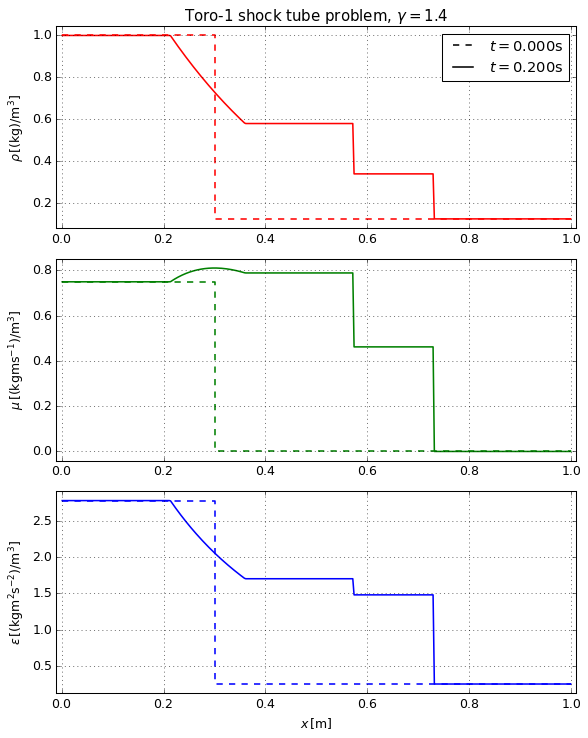 Toro-1 shock tube problem, γ = 1.4
t = 0.000s
t = 0.200s
ρ [(kg)/m³]
1.0
0.8
0.6
0.4
0.2
0.0 0.2 0.4 0.6 0.8 1.0
μ [(kgms⁻¹)/m³]
0.8
0.6
0.4
0.2
0.0
0.0 0.2 0.4 0.6 0.8 1.0
ε [(kgm²s⁻²)/m³]
2.5
2.0
1.5
1.0
0.5
0.0 0.2 0.4 0.6 0.8 1.0
x [m]